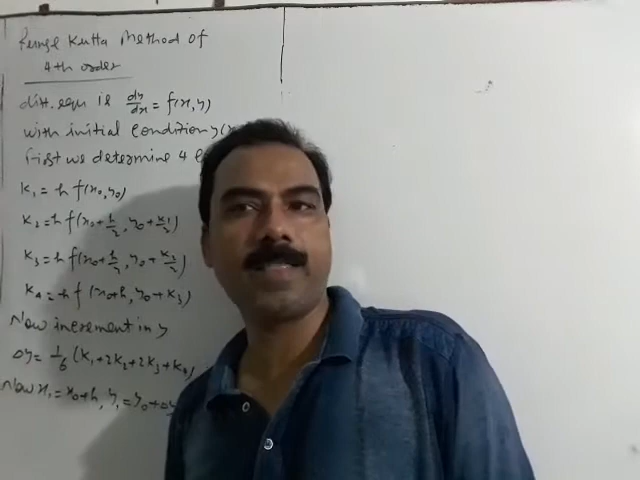 Runge Kutta Method of
4th order
diff. equn is dy/dx = f(x, y)
with initial condition y(x
First we determine 4
K₁ = h f(x₀, y₀)
K₂ = h f(x₀ + h/2, y₀ + K₁/2)
K₃ = h f(x₀ + h/2, y₀ + K₂/2)
K₄ = h f(x₀ + h, y₀ + K₃)
Now increment in y
Δy = 1/6 (K₁ + 2K₂ + 2K₃ + K₄)
Now x₁ = x₀ + h, y₁ = y₀ + Δy